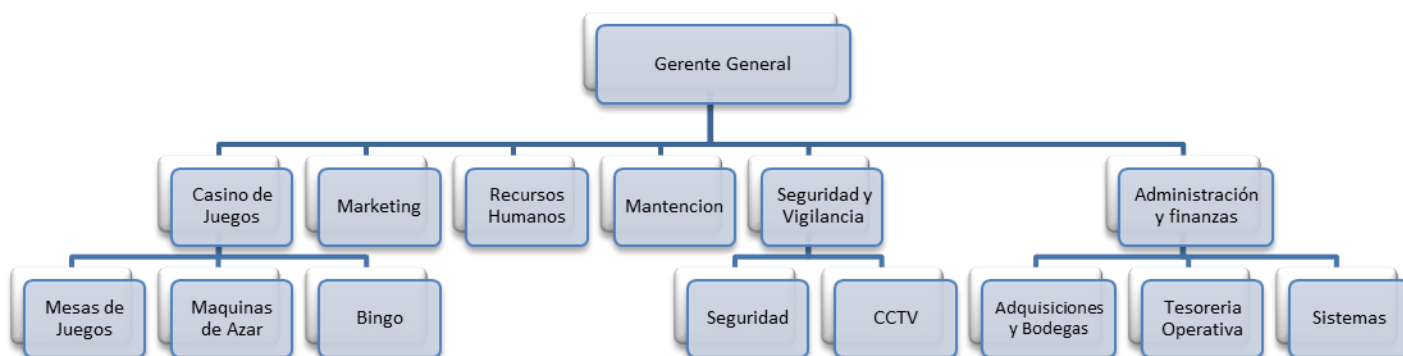 Gerente General
Casino de
Juegos
Marketing
Recursos
Humanos
Mantencion
Seguridad y
Vigilancia
Administración
y finanzas
Mesas de
Juegos
Maquinas
de Azar
Bingo
Seguridad
CCTV
Adquisiciones
y Bodegas
Tesoreria
Operativa
Sistemas